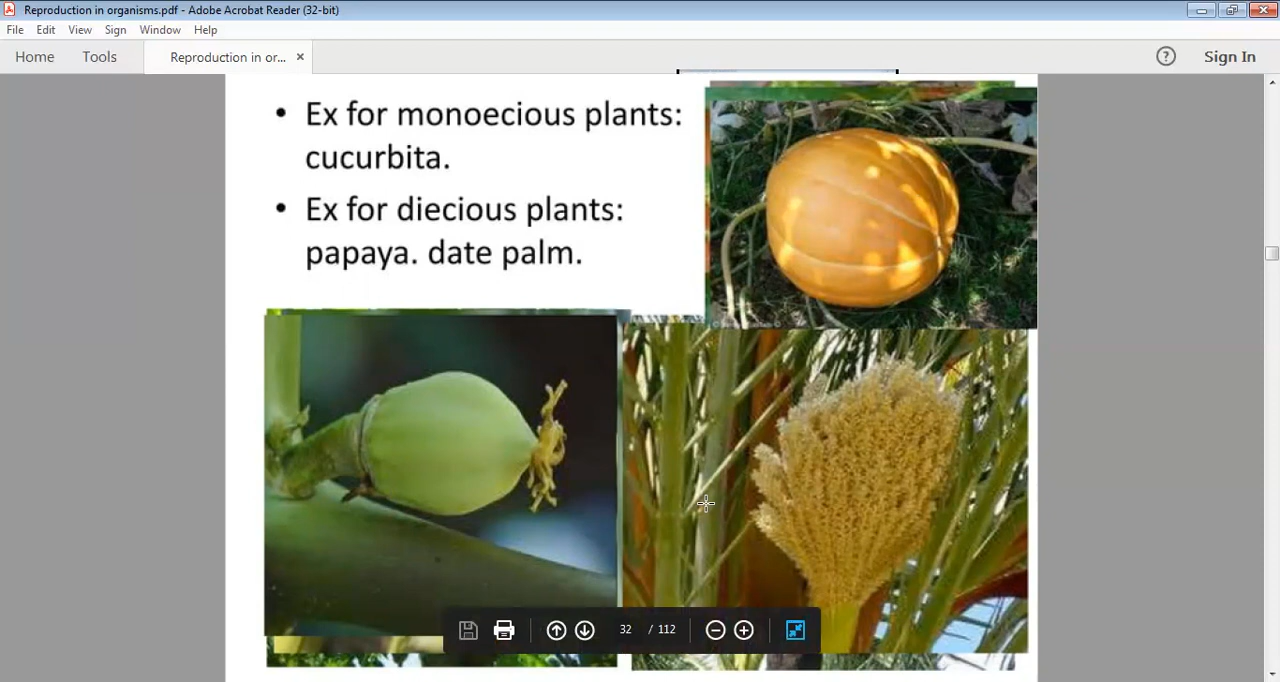 Reproduction in organisms.pdf - Adobe Acrobat Reader (32-bit)
File Edit View Sign Window Help
Home Tools Reproduction in or... × ? Sign In
• Ex for monoecious plants:
cucurbita.
• Ex for diecious plants:
papaya. date palm.
32 / 112